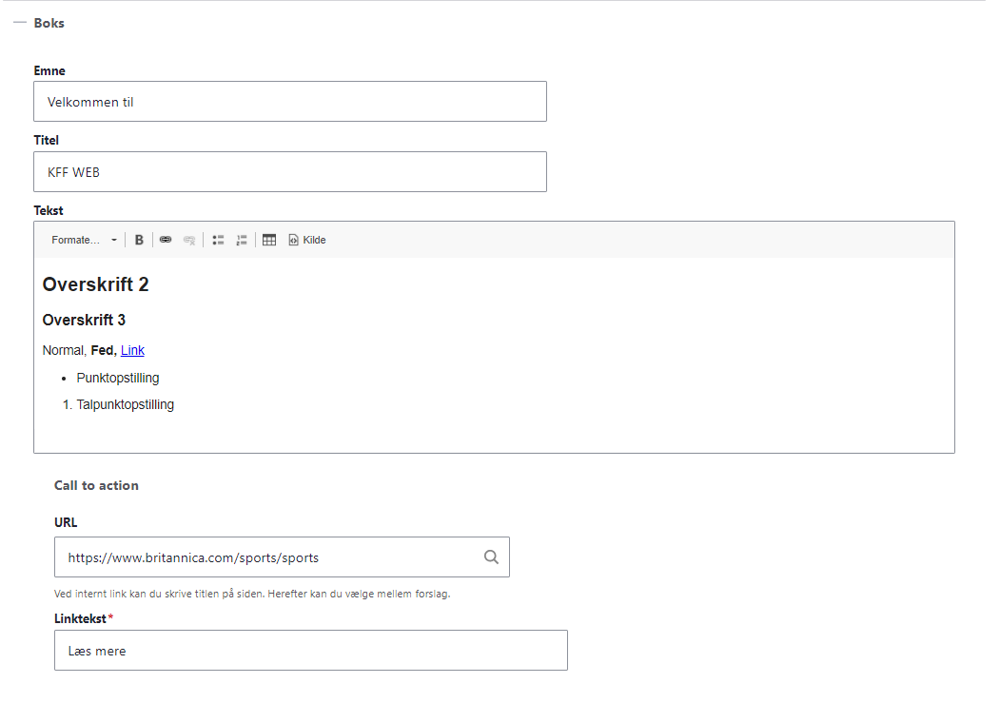 Boks
Emne
Velkommen til
Titel
KFF WEB
Tekst
Formate... B Kilde
Overskrift 2
Overskrift 3
Normal, Fed, Link
• Punktopstilling
1. Talpunktopstilling
Call to action
URL
https://www.britannica.com/sports/sports
Ved internt link kan du skrive titlen på siden. Herefter kan du vælge mellem forslag.
Linktekst*
Læs mere